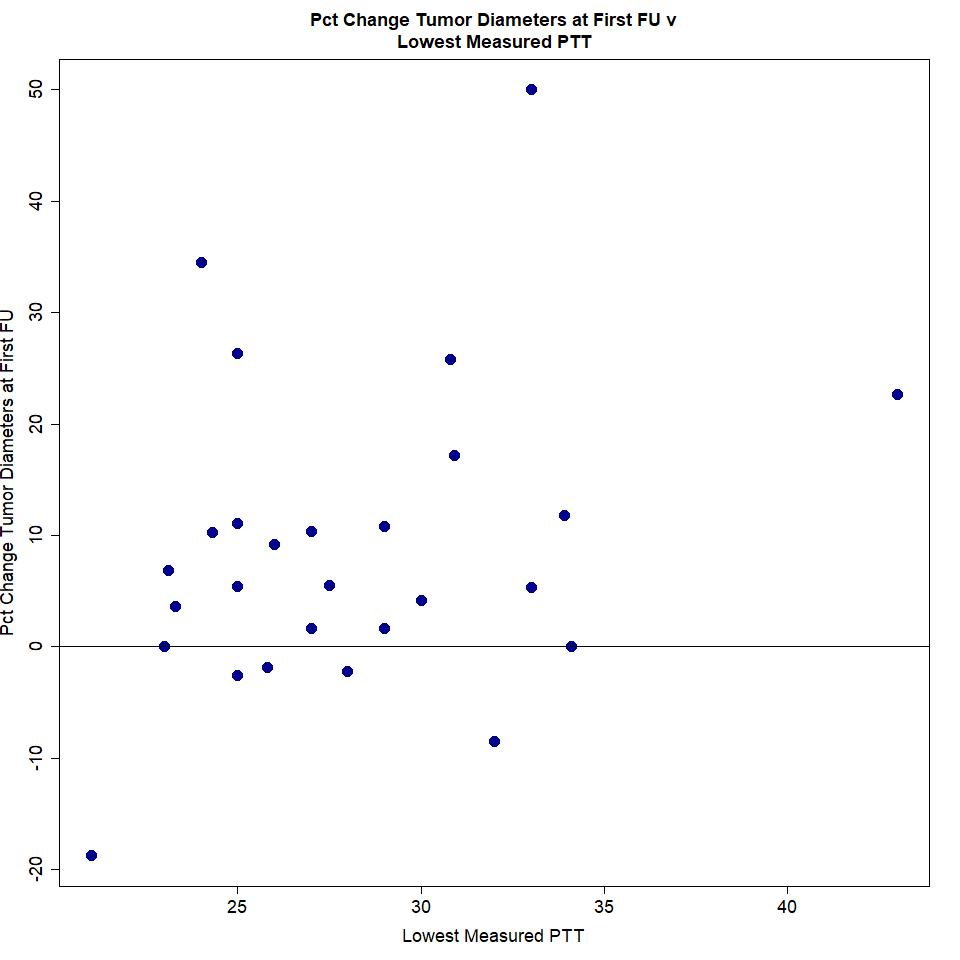 Pct Change Tumor Diameters at First FU v
Lowest Measured PTT
Pct Change Tumor Diameters at First FU
50
40
30
20
10
0
-10
-20
25 30 35 40
Lowest Measured PTT